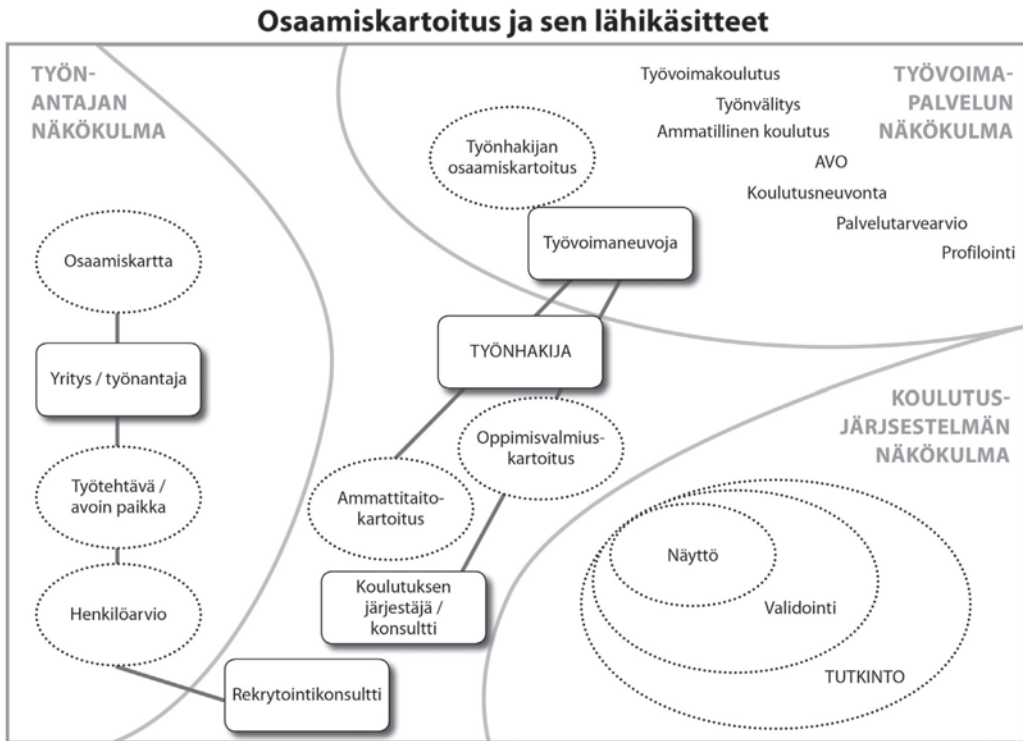 Osaamiskartoitus ja sen lähikäsitteet
TYÖN-
ANTAJAN
NÄKÖKULMA
Osaamiskartta
Yritys / työnantaja
Työtehtävä /
avoin paikka
Henkilöarvio
Rekrytointikonsultti
Työnhakijan
osaamiskartoitus
Työvoimaneuvoja
TYÖNHAKIJA
Oppimisvalmius-
kartoitus
Ammattitaito-
kartoitus
Koulutuksen
järjestäjä /
konsultti
TYÖVOIMA-
PALVELUN
NÄKÖKULMA
Työvoimakoulutus
Työnvälitys
Ammatillinen koulutus
AVO
Koulutusneuvonta
Palvelutarvearvio
Profilointi
KOULUTUS-
JÄRJSESTELMÄN
NÄKÖKULMA
Näyttö
Validointi
TUTKINTO